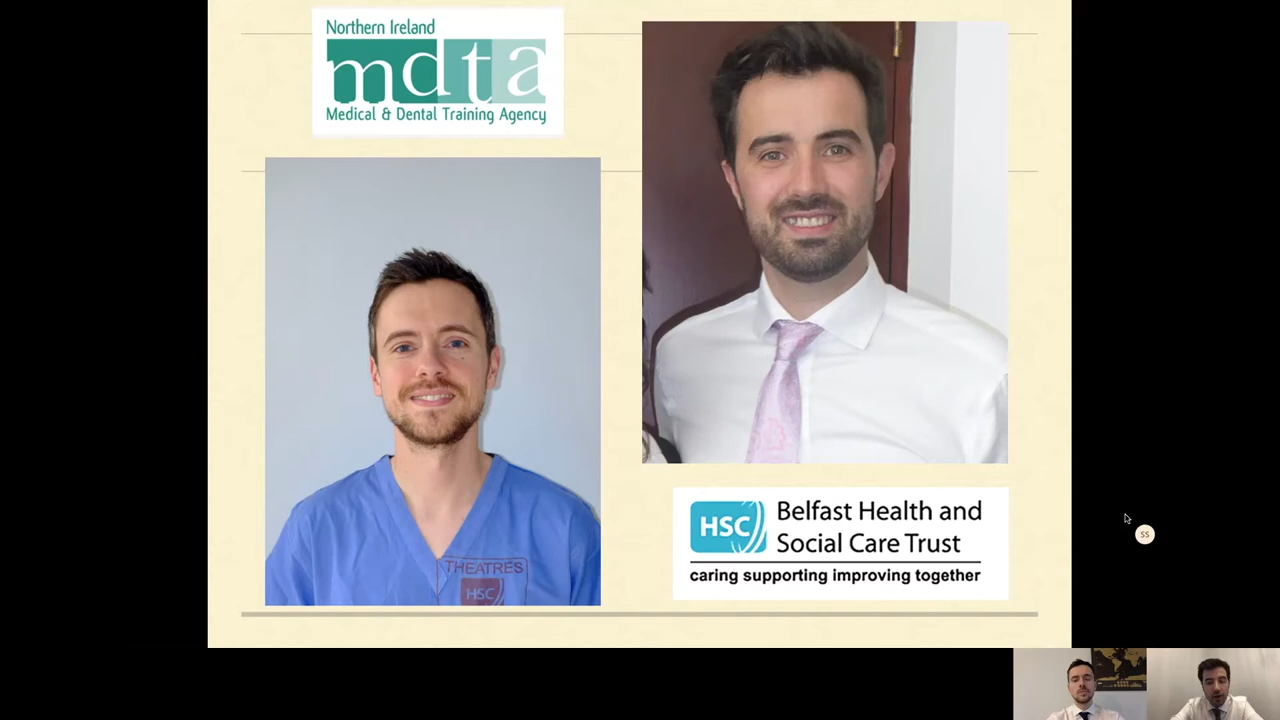 Northern Ireland
mdta
Medical & Dental Training Agency
THEATRES
HSC
HSC
Belfast Health and
Social Care Trust
caring supporting improving together
SS